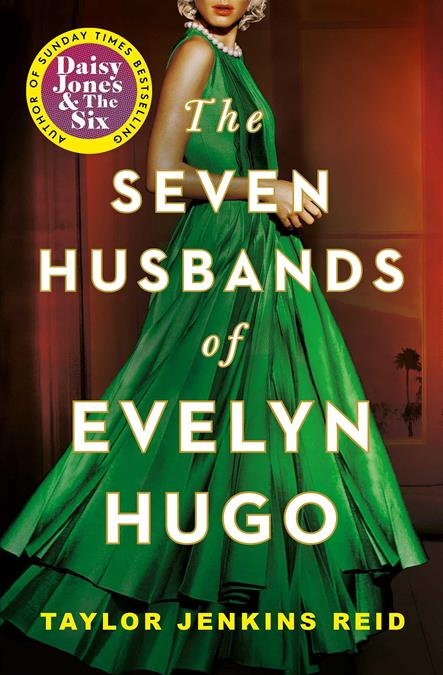 AUTHOR OF SUNDAY TIMES BESTSELLING
Daisy
Jones
& The
Six
The
SEVEN
HUSBANDS
of
EVELYN
HUGO
TAYLOR JENKINS REID